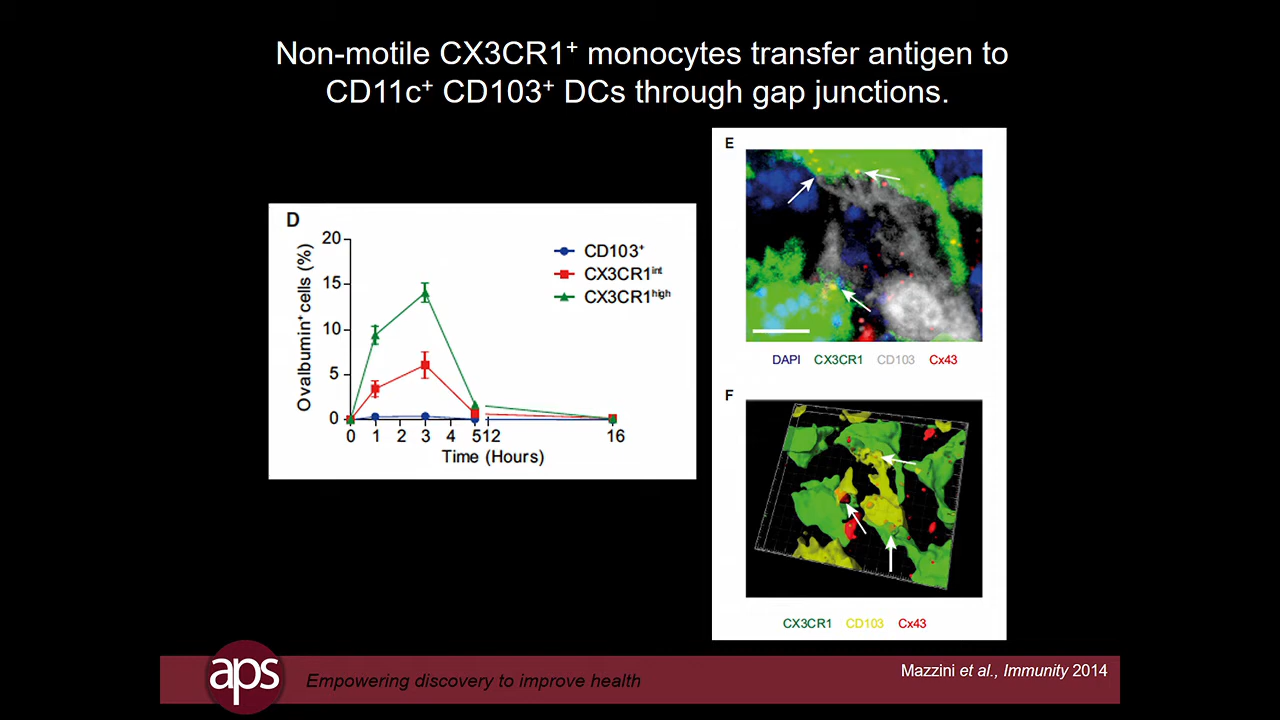 Non-motile CX3CR1⁺ monocytes transfer antigen to
CD11c⁺ CD103⁺ DCs through gap junctions.
D
Ovalbumin⁺ cells (%)
20
15
10
5
0
0 1 2 3 4 5 12 16
Time (Hours)
CD103⁺
CX3CR1ⁱⁿᵗ
CX3CR1ʰⁱᵍʰ
E
DAPI CX3CR1 CD103 Cx43
F
CX3CR1 CD103 Cx43
aps
Empowering discovery to improve health
Mazzini et al., Immunity 2014